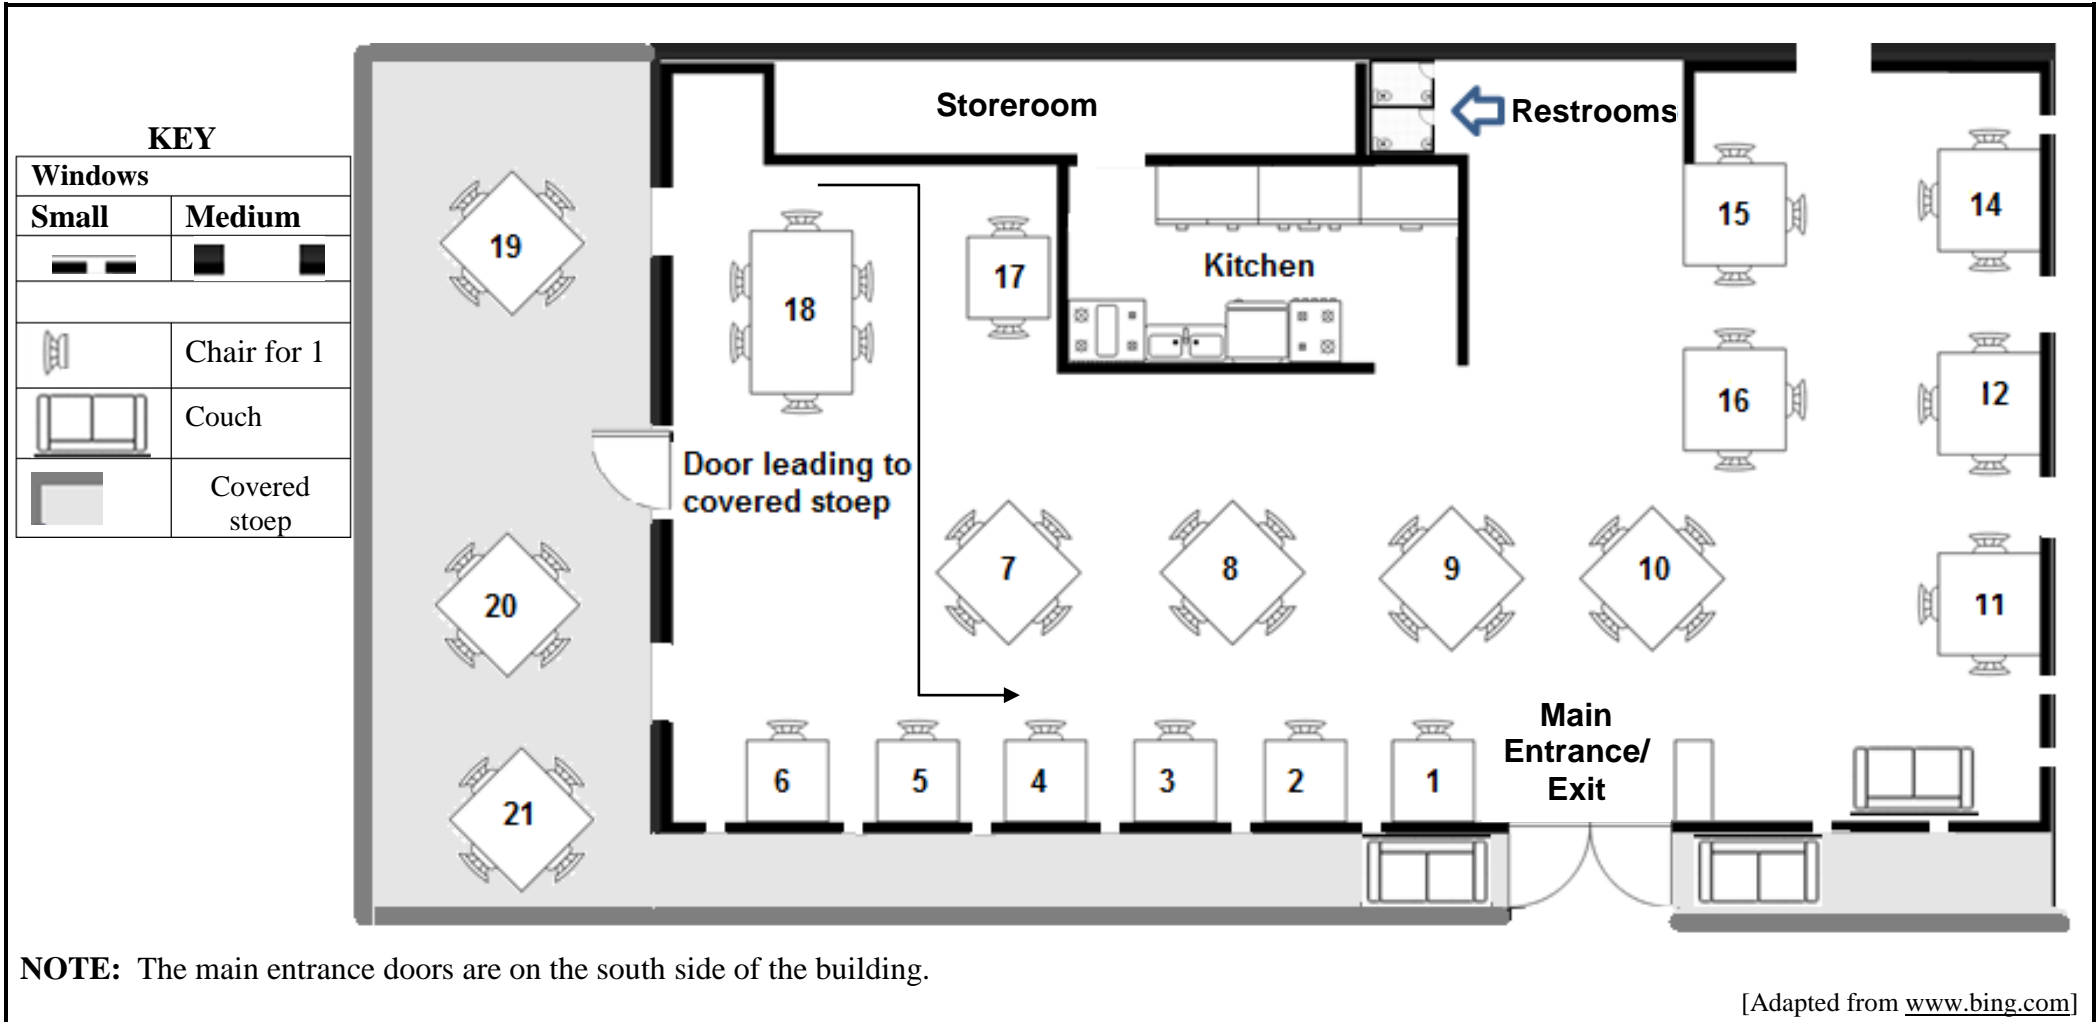 KEY
Windows
Small Medium
Chair for 1
Couch
Covered
stoep
Storeroom
Restrooms
Kitchen
15
14
17
18
19
16
12
Door leading to
covered stoep
7
8
9
10
11
20
21
6
5
4
3
2
1
Main
Entrance/
Exit
NOTE: The main entrance doors are on the south side of the building.
[Adapted from www.bing.com]